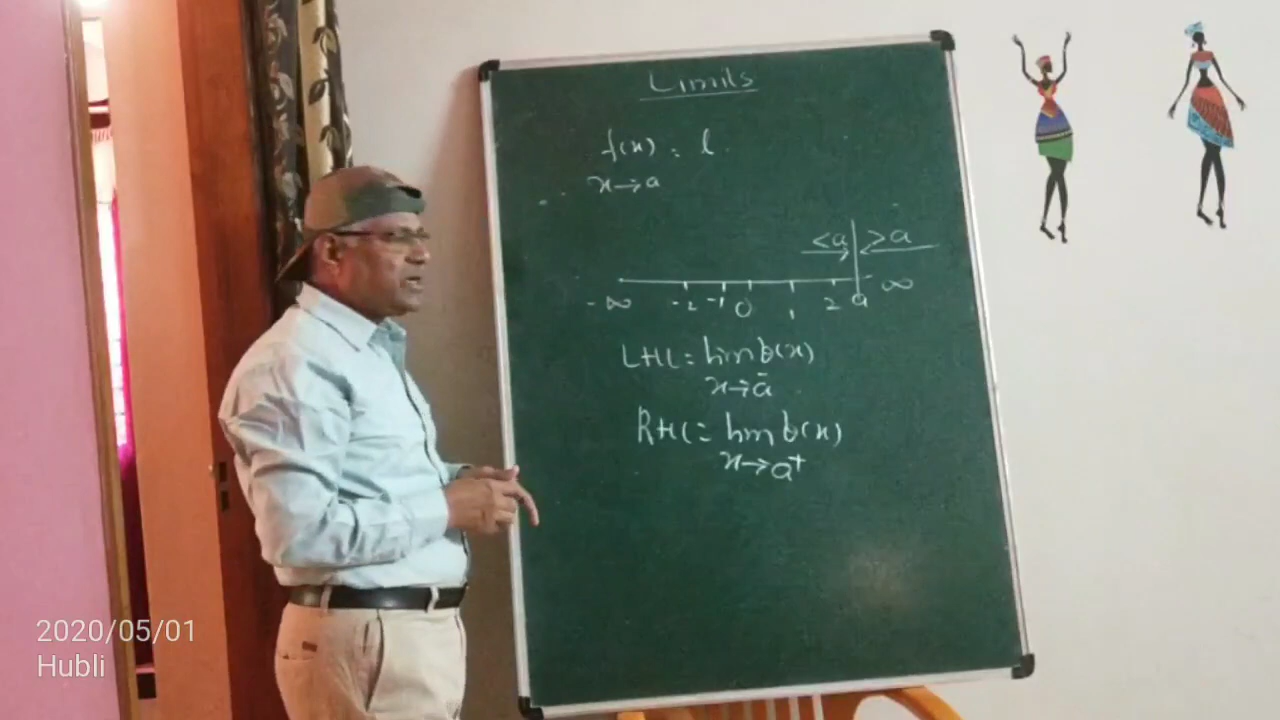 Limits
f(x) = l
x→a
<a >a
-∞ -2 -1 0 1 2 a ∞
LHL = lim f(x)
x→a⁻
RHL = lim f(x)
x→a⁺
2020/05/01
Hubli